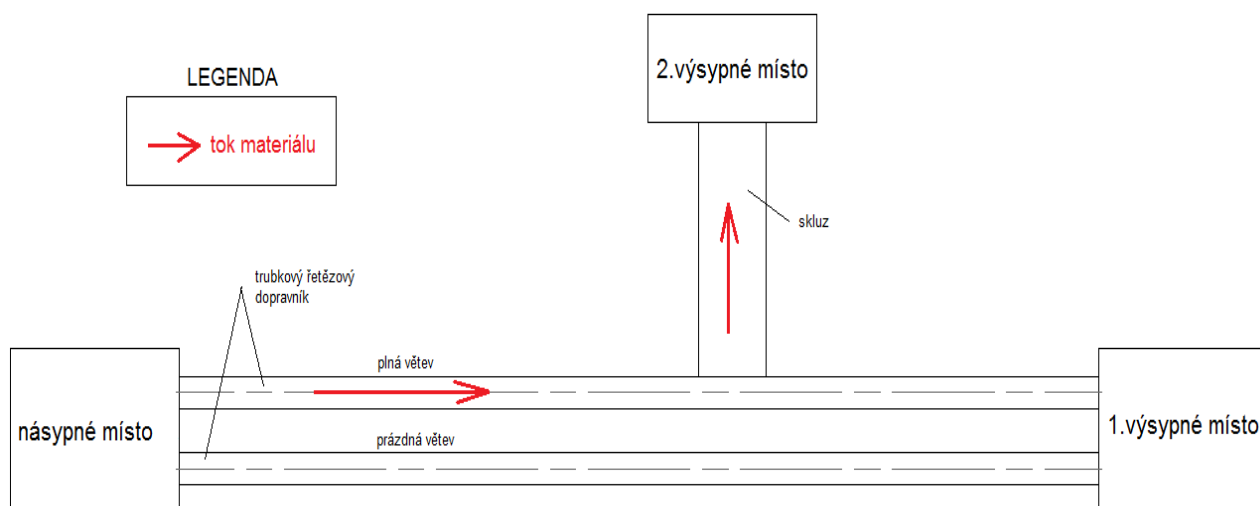 2.výsypné místo
LEGENDA
tok materiálu
skluz
trubkový řetězový
dopravník
plná větev
násypné místo
1.výsypné místo
prázdná větev